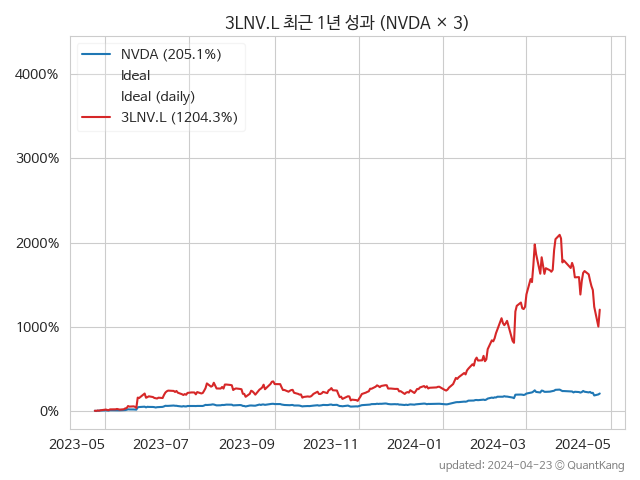 3LNV.L 최근 1년 성과 (NVDA × 3)
NVDA (205.1%)
Ideal
Ideal (daily)
3LNV.L (1204.3%)
4000%
3000%
2000%
1000%
0%
2023-05 2023-07 2023-09 2023-11 2024-01 2024-03 2024-05
updated: 2024-04-23 © QuantKang